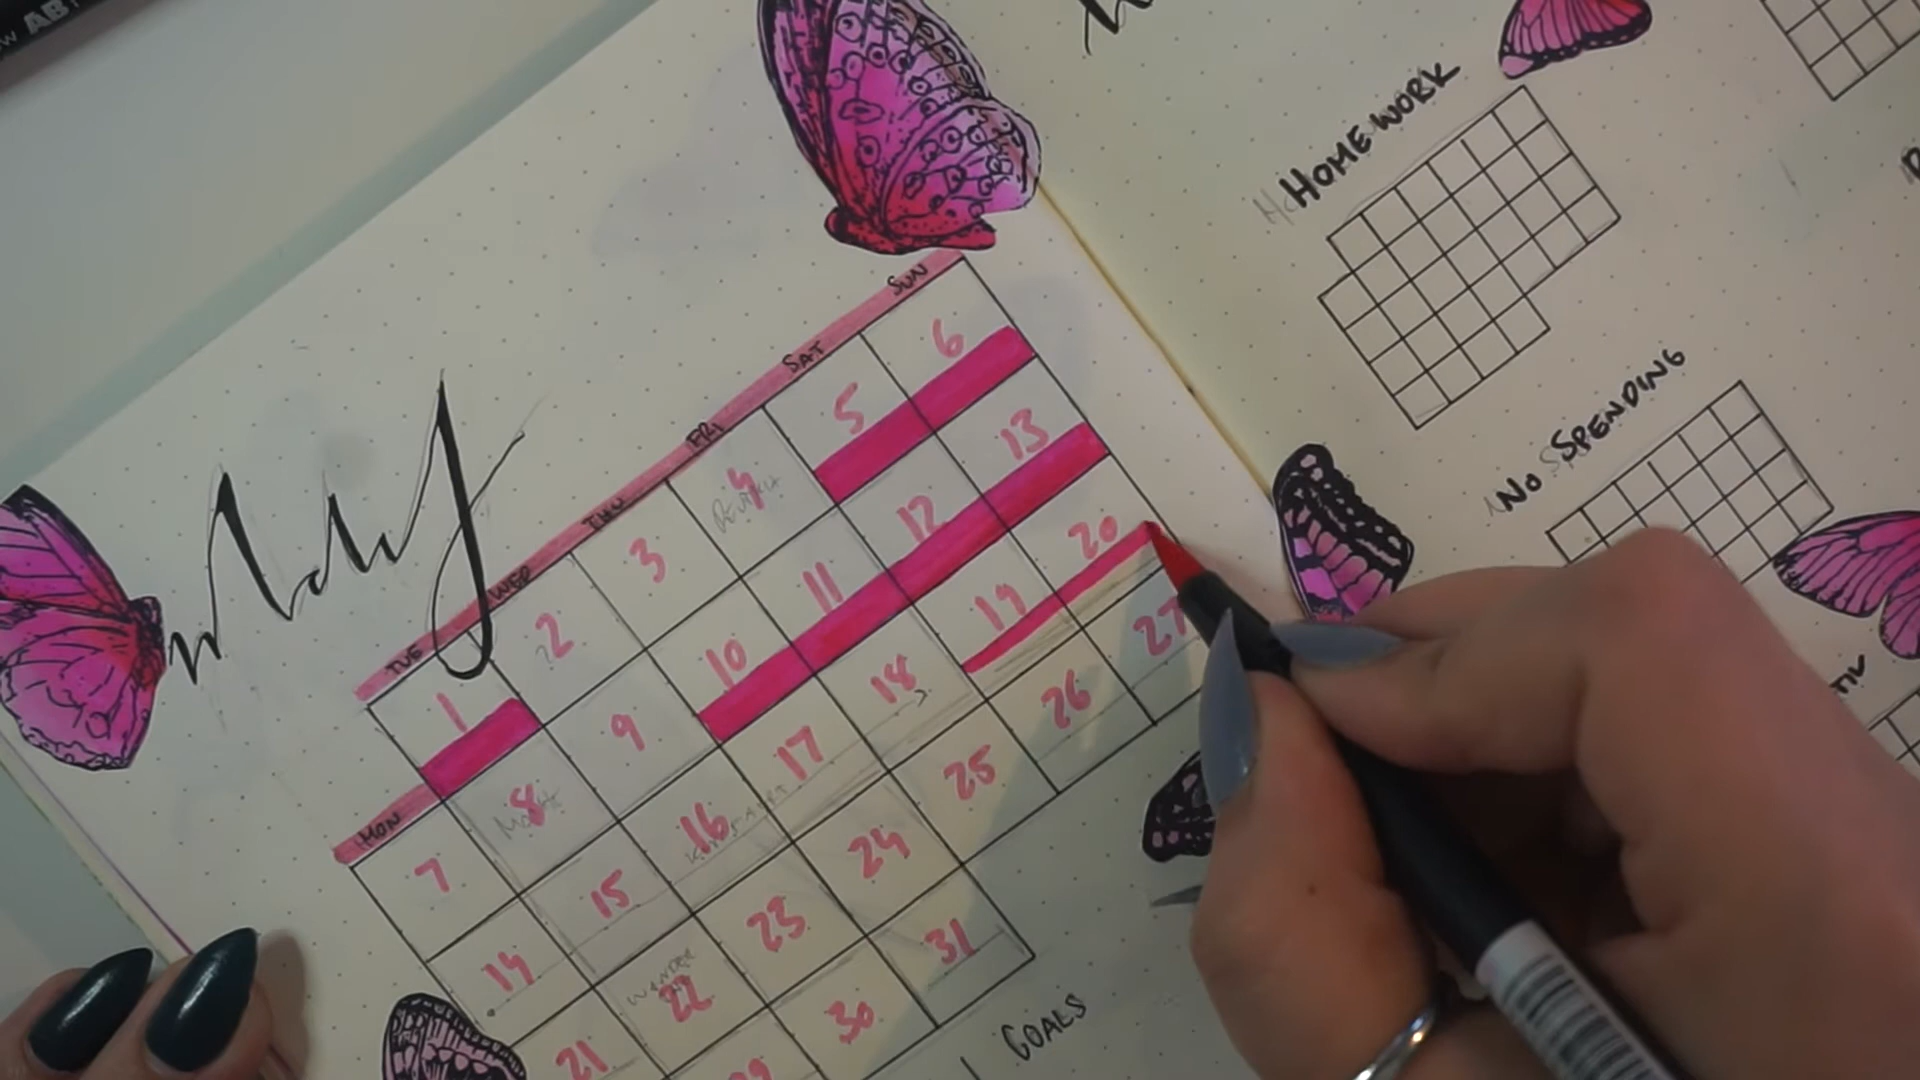 AB
May
MON TUE WED THU FRI SAT SUN
1 2 3 4 5 6
7 8 9 10 11 12 13
14 15 16 17 18 19 20
21 22 23 24 25 26 27
29 30 31
GOALS
HOMEWORK
NO SPENDING